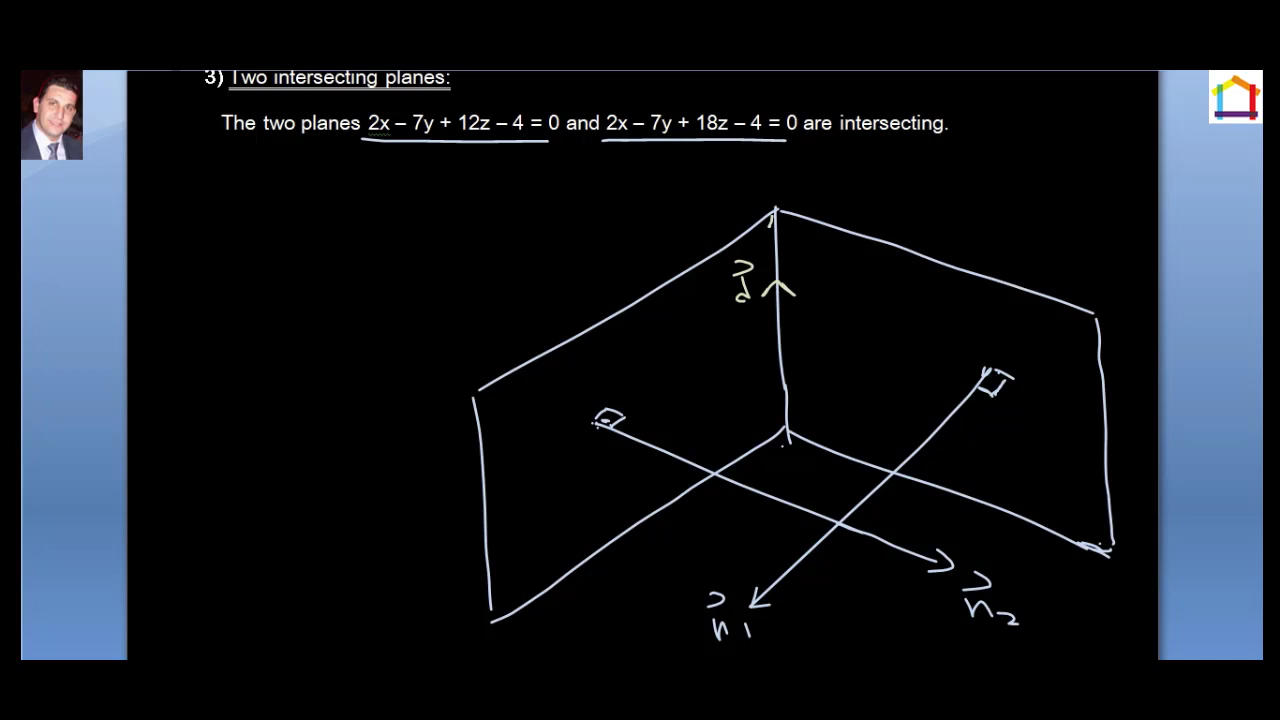 3) Two intersecting planes:
The two planes 2x – 7y + 12z – 4 = 0 and 2x – 7y + 18z – 4 = 0 are intersecting.
d
n1
n2